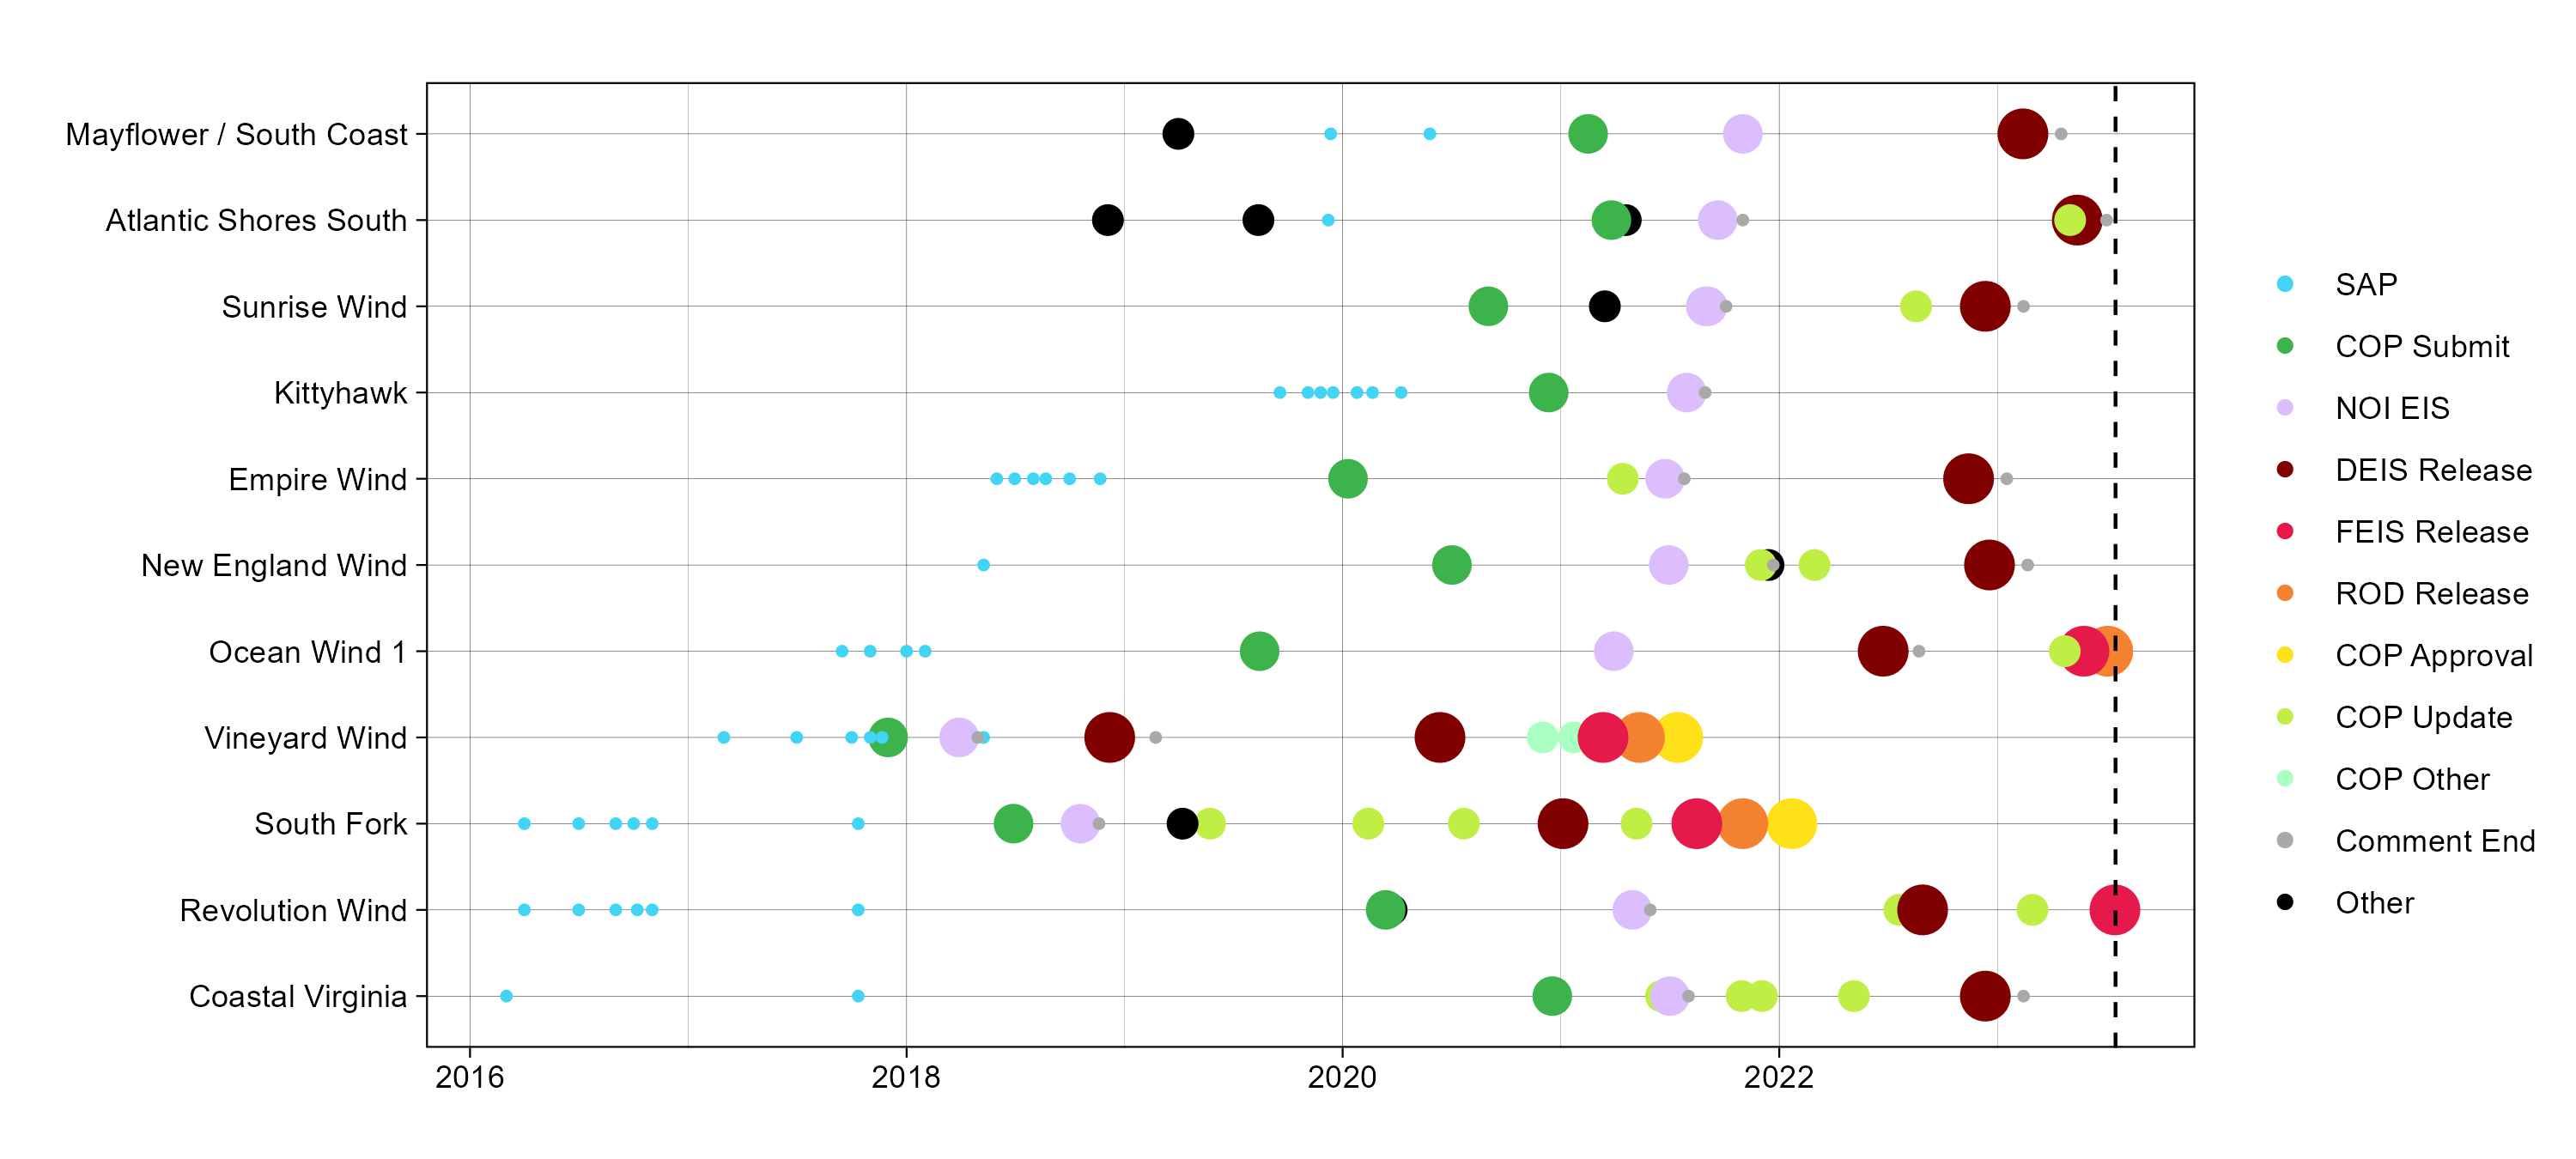 Mayflower / South Coast
Atlantic Shores South
Sunrise Wind
Kittyhawk
Empire Wind
New England Wind
Ocean Wind 1
Vineyard Wind
South Fork
Revolution Wind
Coastal Virginia
2016 2018 2020 2022
SAP
COP Submit
NOI EIS
DEIS Release
FEIS Release
ROD Release
COP Approval
COP Update
COP Other
Comment End
Other